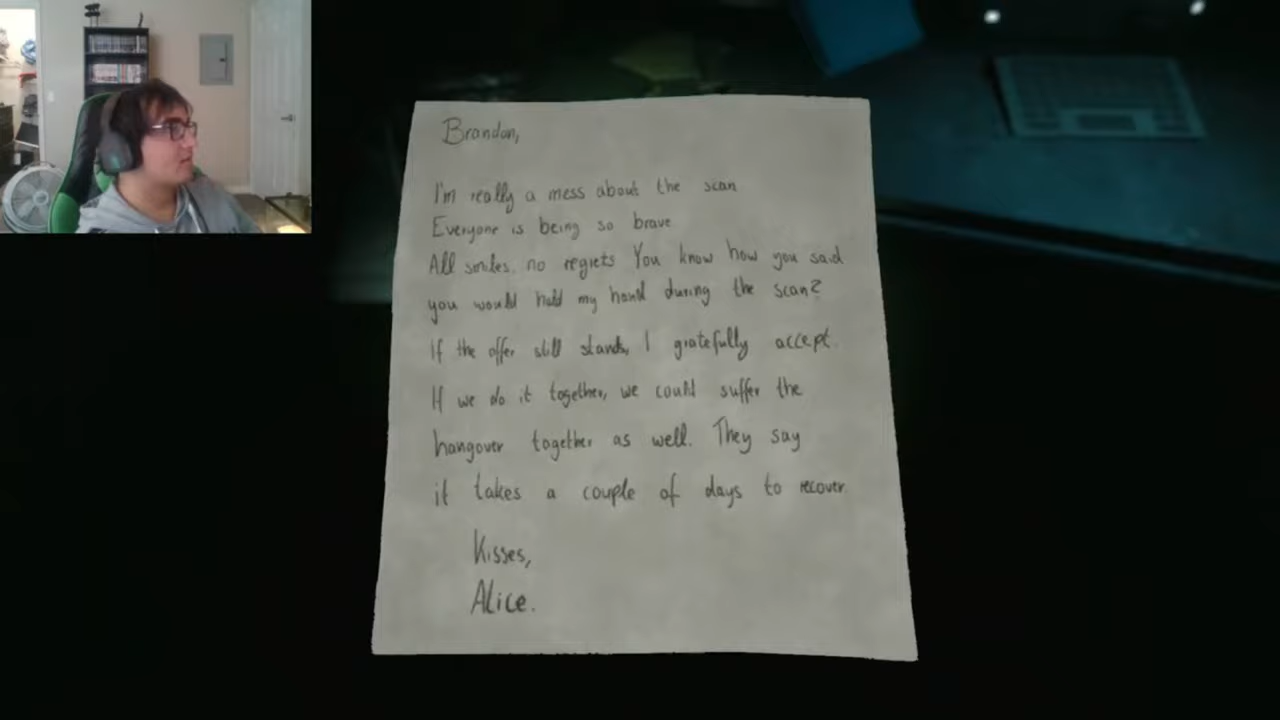 Brandon,
I'm really a mess about the scan
Everyone is being so brave
All smiles, no regrets You know how you said
you would hold my hand during the scan?
If the offer still stands, I gratefully accept.
If we do it together, we could suffer the
hangover together as well. They say
it takes a couple of days to recover
Kisses,
Alice.